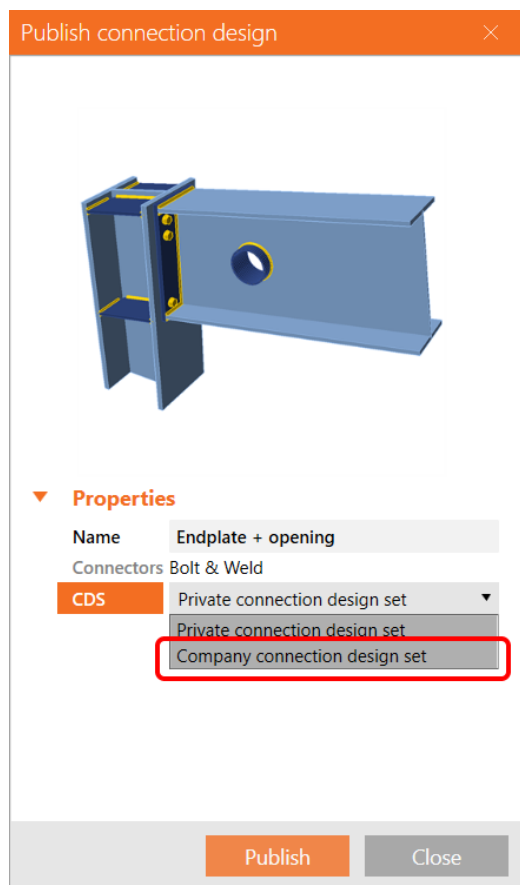 Publish connection design
Properties
Name Endplate + opening
Connectors Bolt & Weld
CDS Private connection design set
Private connection design set
Company connection design set
Publish Close